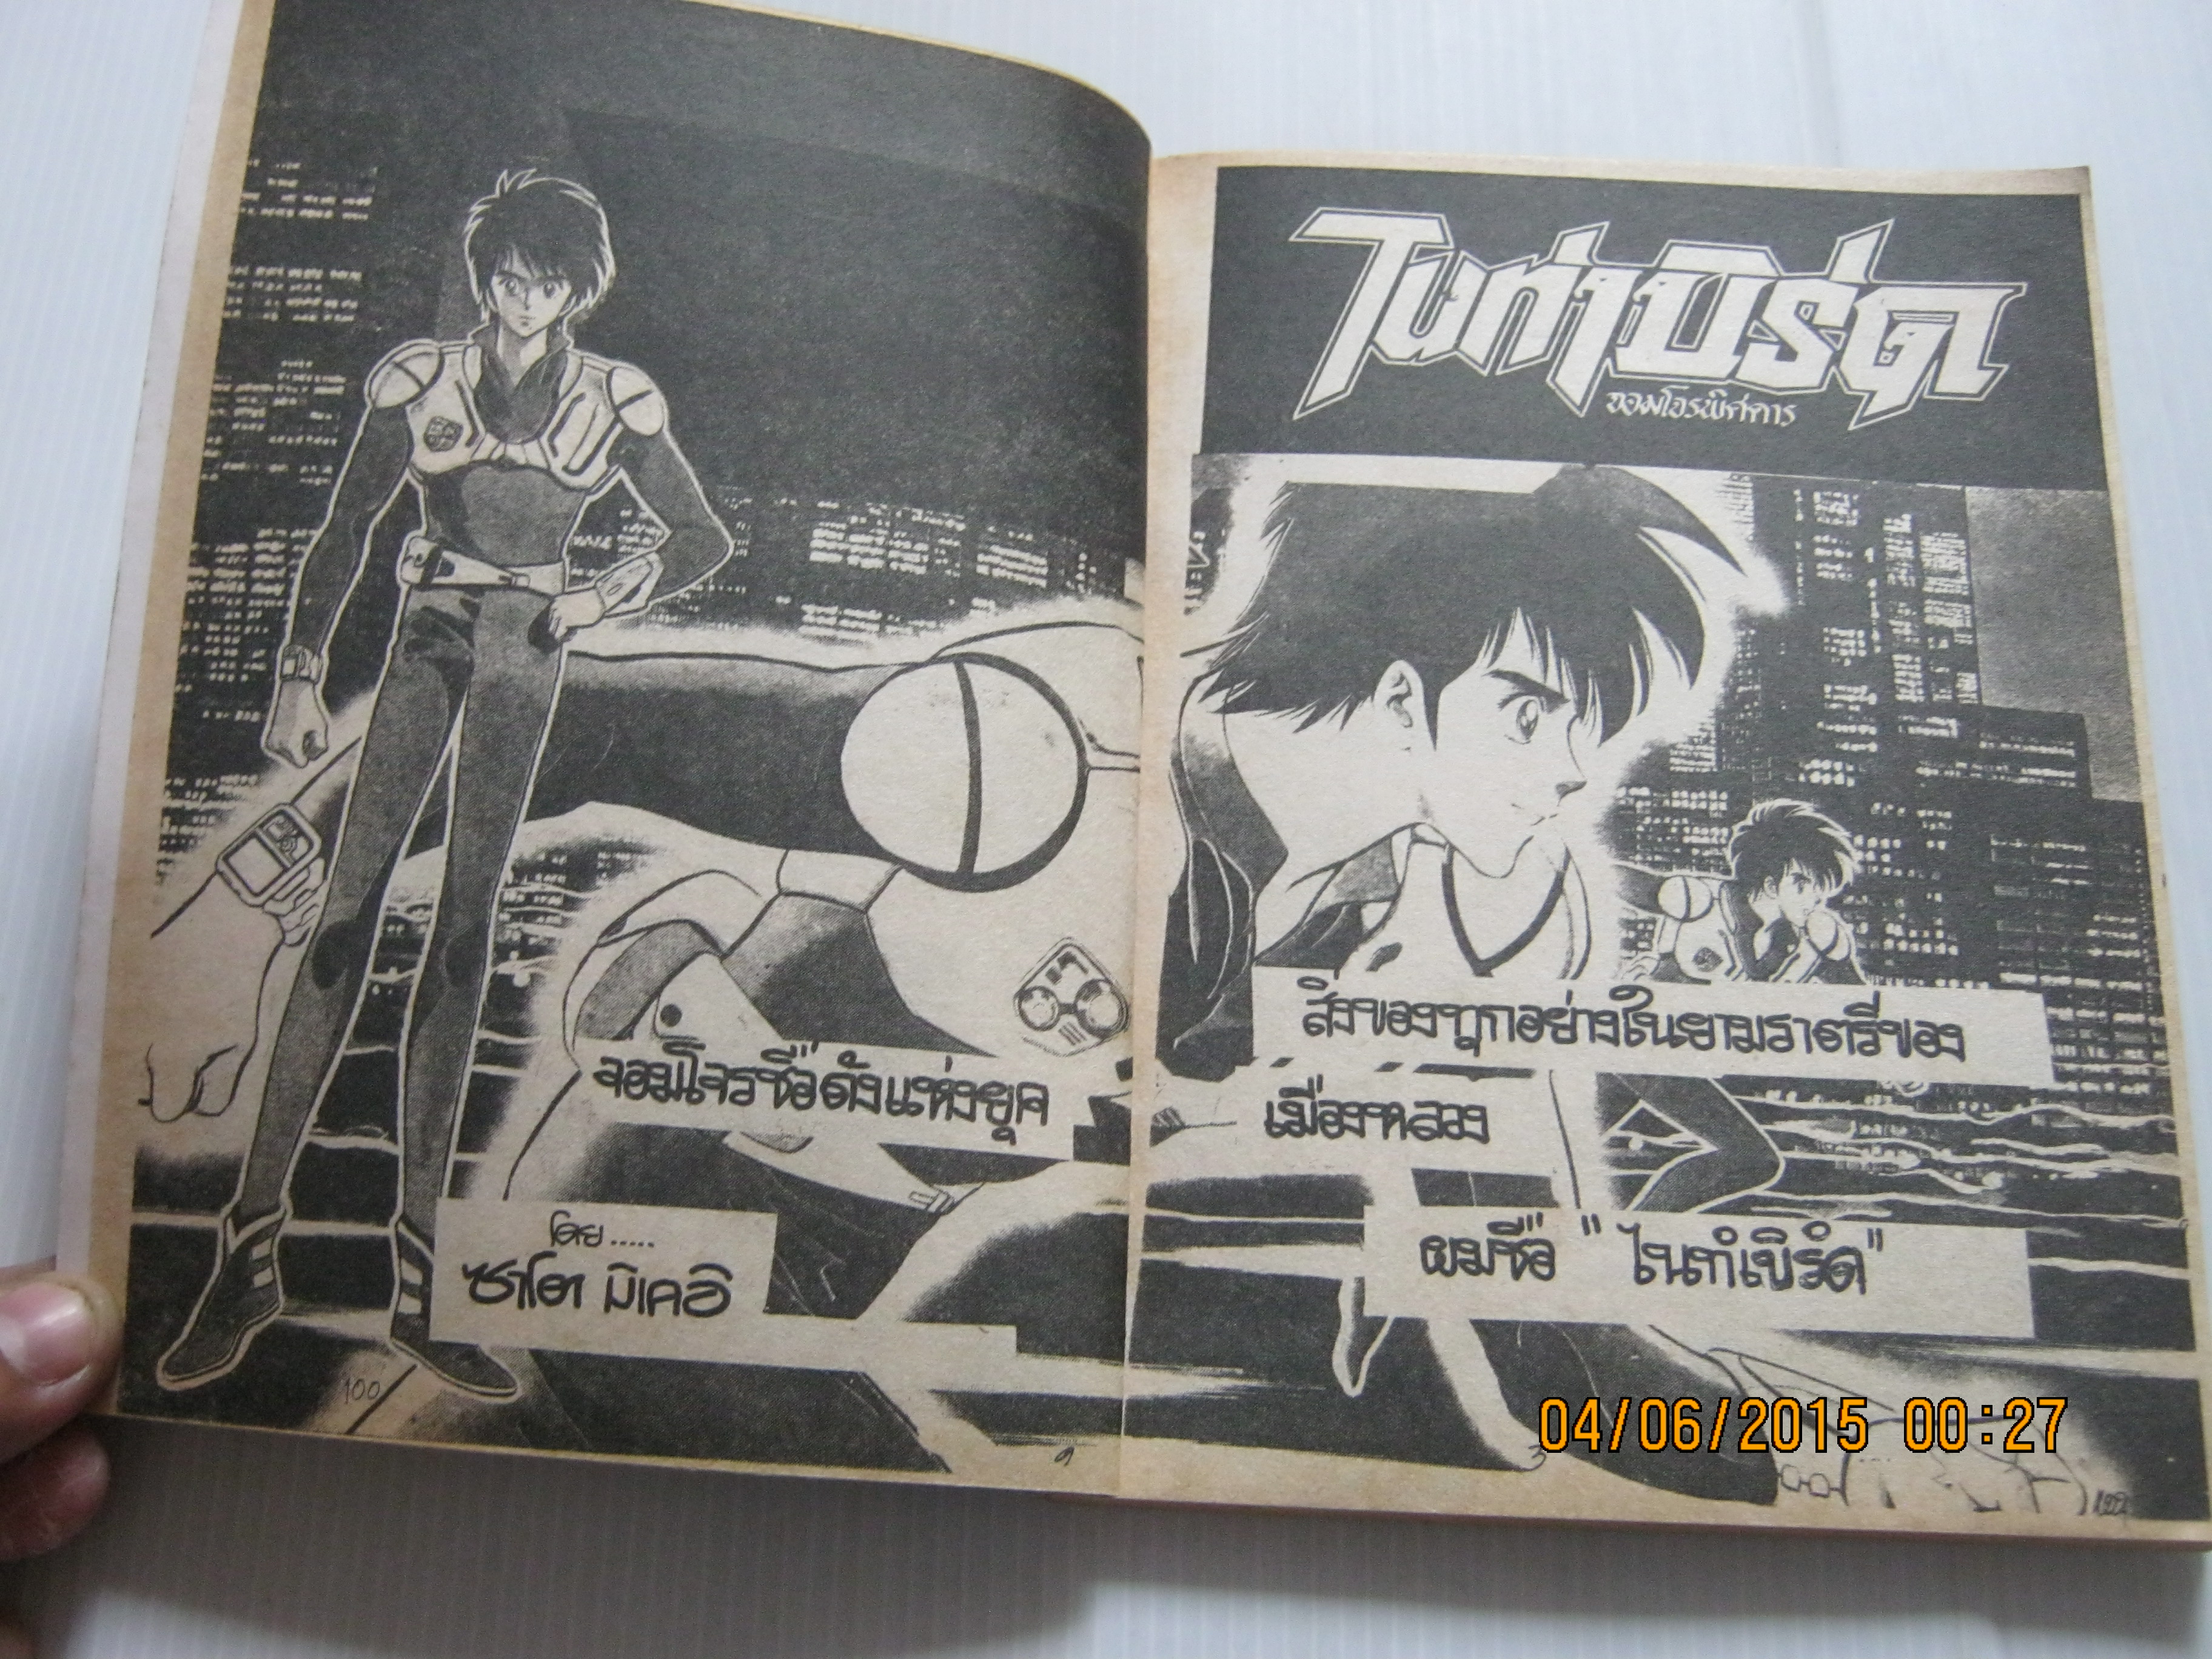 จอมโจรชื่อดังแห่งยุค
โดย.....
ซาโต มิเคอิ
100
ไนท์เบิร์ด
จอมโจรพิศดาร
สิ่งของทุกอย่างในยามราตรีของ
เมืองหลวง
ผมชื่อ " ไนท์เบิร์ด"
04/06/2015 00:27